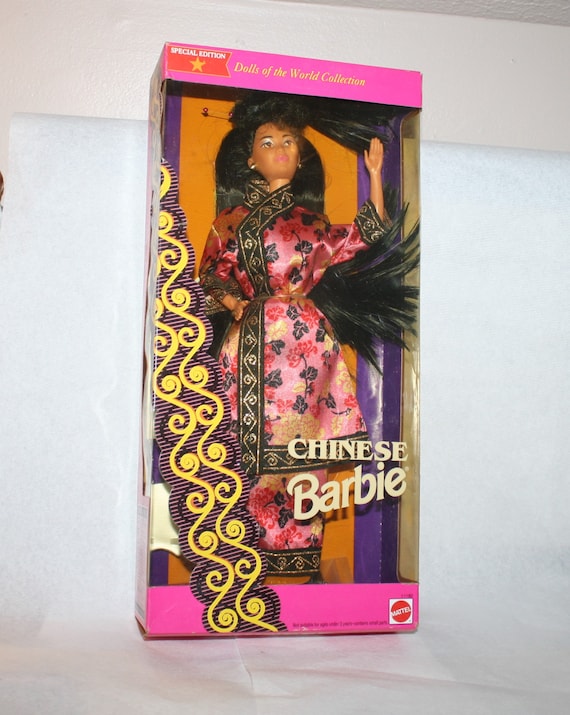 SPECIAL EDITION
Dolls of the World Collection
CHINESE
Barbie®
MATTEL